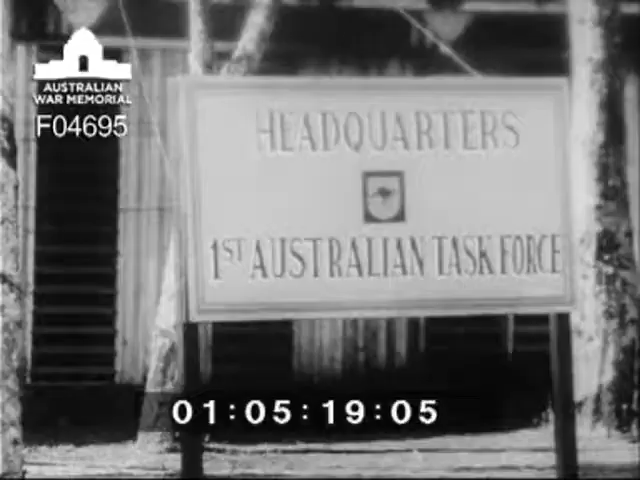 AUSTRALIAN
WAR MEMORIAL
F04695
HEADQUARTERS
1ST AUSTRALIAN TASK FORCE
01:05:19:05